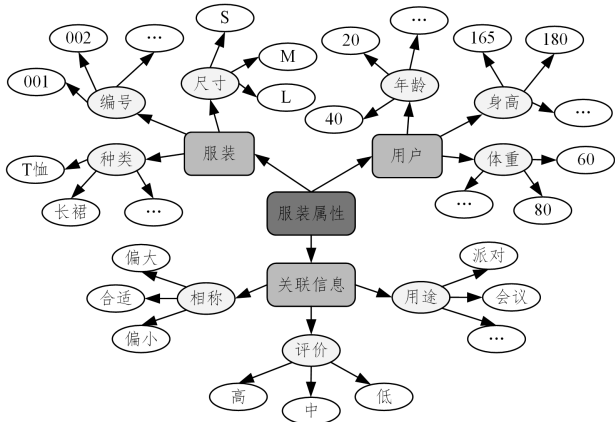 002
…
S
001
编号
尺寸
M
L
服装
种类
T恤
长裙
…
20
…
年龄
40
165
180
身高
…
用户
体重
60
…
80
服装属性
关联信息
偏大
相称
合适
偏小
用途
派对
会议
…
评价
高
中
低